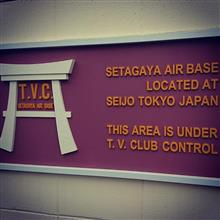 T.V.C.
SETAGAYA AIR BASE
SETAGAYA AIR BASE
LOCATED AT
SEIJO TOKYO JAPAN
THIS AREA IS UNDER
T. V. CLUB CONTROL